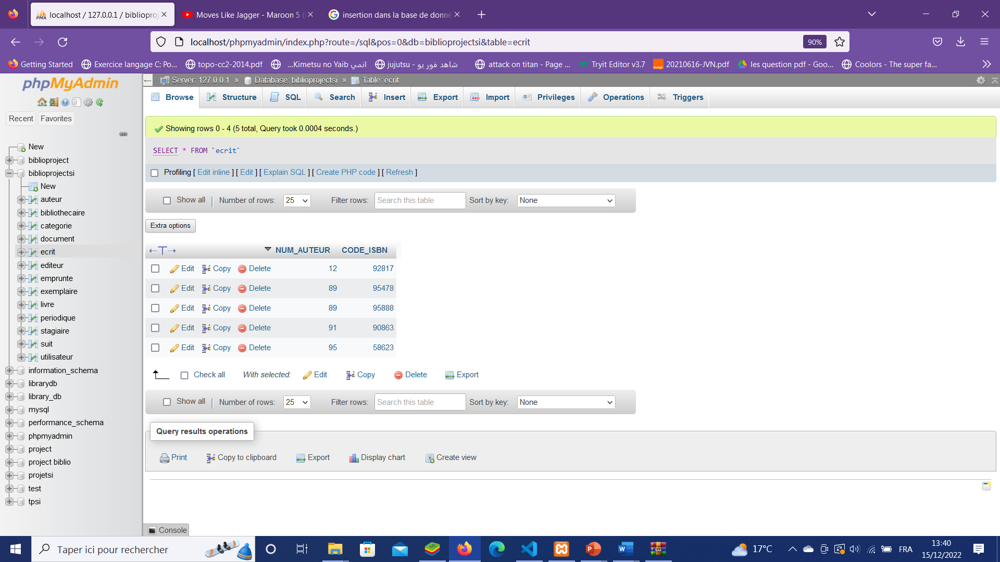 localhost / 127.0.0.1 / biblioproj
Moves Like Jagger - Maroon 5 (
insertion dans la base de donné
localhost/phpmyadmin/index.php?route=/sql&pos=0&db=biblioprojectsi&table=ecrit
90%
Getting Started
Exercice langage C: Po...
topo-cc2-2014.pdf
...Kimetsu no Yaib انمي
jujutsu - شاهد فور يو
attack on titan - Page ...
Tryit Editor v3.7
20210616-JVN.pdf
les question pdf - Goo...
Coolors - The super fa...
phpMyAdmin
Recent
Favorites
New
biblioproject
biblioprojectsi
New
auteur
bibliothecaire
categorie
document
ecrit
editeur
emprunte
exemplaire
livre
periodique
stagiaire
suit
utilisateur
information_schema
librarydb
library_db
mysql
performance_schema
phpmyadmin
project
project biblio
projetsi
test
tpsi
Server: 127.0.0.1 » Database: biblioprojectsi » Table: ecrit
Browse
Structure
SQL
Search
Insert
Export
Import
Privileges
Operations
Triggers
Showing rows 0 - 4 (5 total, Query took 0.0004 seconds.)
SELECT * FROM `ecrit`
Profiling [ Edit inline ] [ Edit ] [ Explain SQL ] [ Create PHP code ] [ Refresh ]
Show all | Number of rows: 25 Filter rows: Search this table Sort by key: None
Extra options
NUM_AUTEUR CODE_ISBN
Edit Copy Delete 12 92817
Edit Copy Delete 89 95478
Edit Copy Delete 89 95888
Edit Copy Delete 91 90863
Edit Copy Delete 95 58623
Check all With selected: Edit Copy Delete Export
Show all | Number of rows: 25 Filter rows: Search this table Sort by key: None
Query results operations
Print Copy to clipboard Export Display chart Create view
Console
Taper ici pour rechercher
17°C
FRA
13:40
15/12/2022